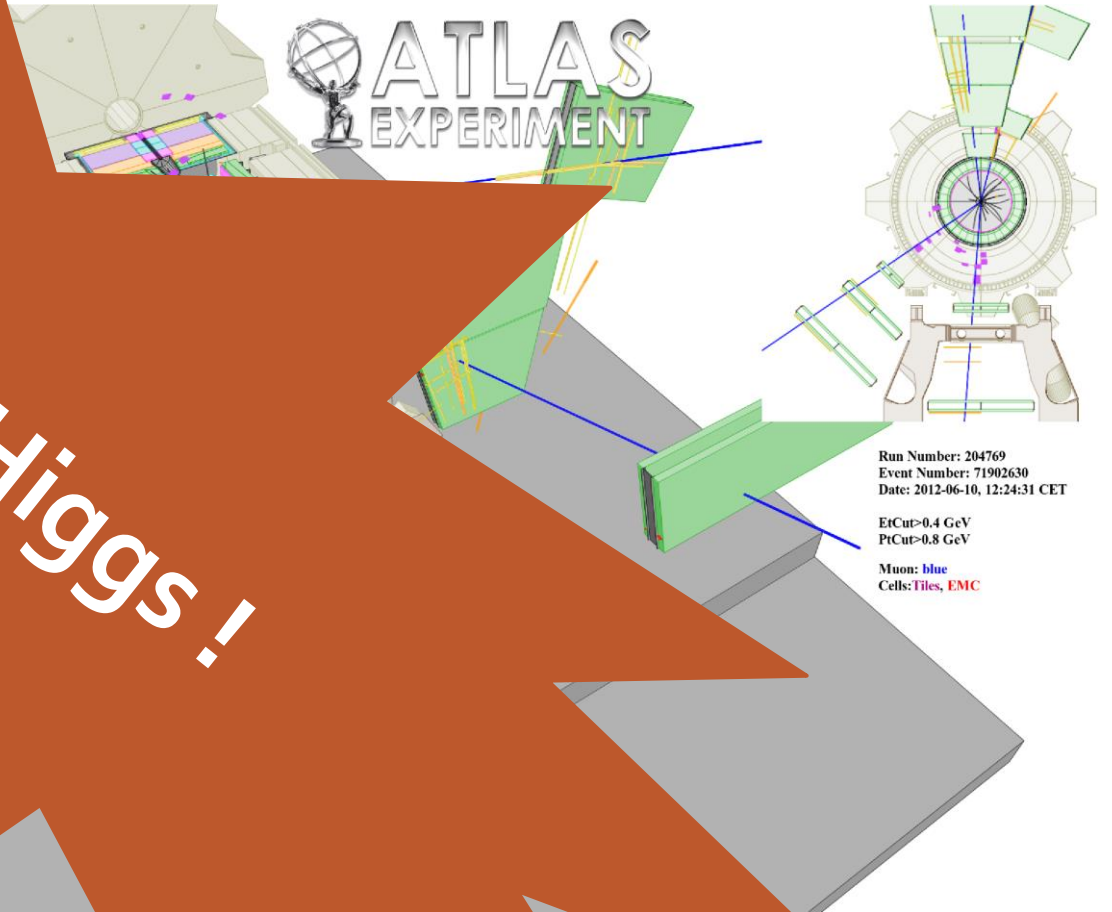 ATLAS
EXPERIMENT
Run Number: 204769
Event Number: 71902630
Date: 2012-06-10, 12:24:31 CET
EtCut>0.4 GeV
PtCut>0.8 GeV
Muon: blue
Cells:Tiles, EMC
Higgs !